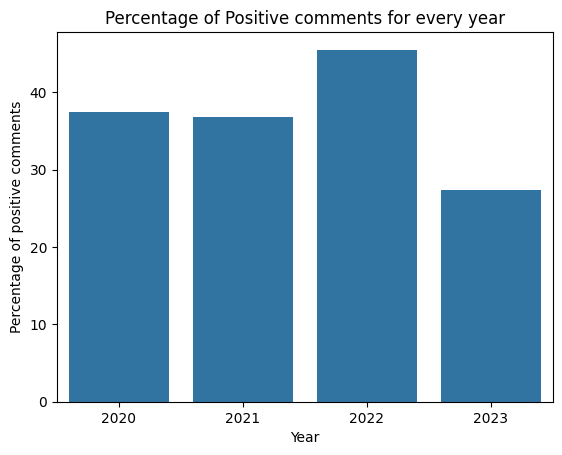 Percentage of Positive comments for every year
Percentage of positive comments
40
30
20
10
0
2020 2021 2022 2023
Year